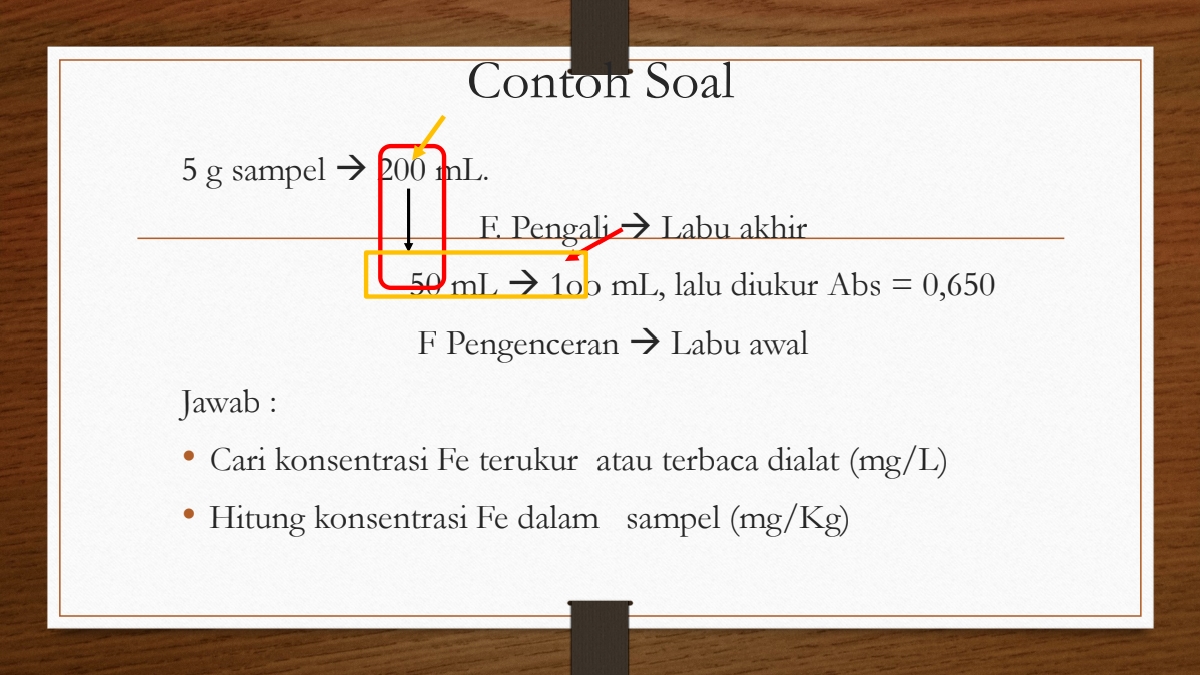 Contoh Soal
5 g sampel → 200 mL.
F. Pengali → Labu akhir
50 mL → 1oo mL, lalu diukur Abs = 0,650
F Pengenceran → Labu awal
Jawab :
• Cari konsentrasi Fe terukur atau terbaca dialat (mg/L)
• Hitung konsentrasi Fe dalam sampel (mg/Kg)